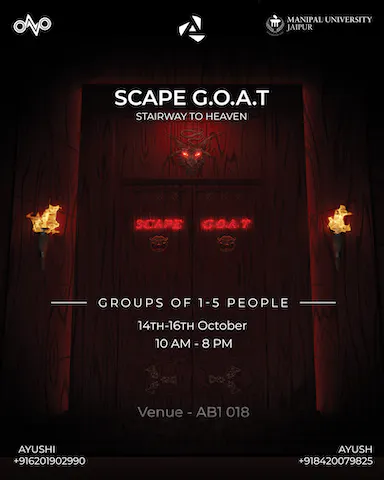 MANIPAL UNIVERSITY
JAIPUR
SCAPE G.O.A.T
STAIRWAY TO HEAVEN
SCAPE GOAT
GROUPS OF 1-5 PEOPLE
14TH-16TH October
10 AM - 8 PM
Venue - AB1 018
AYUSHI
+916201902990
AYUSH
+918420079825